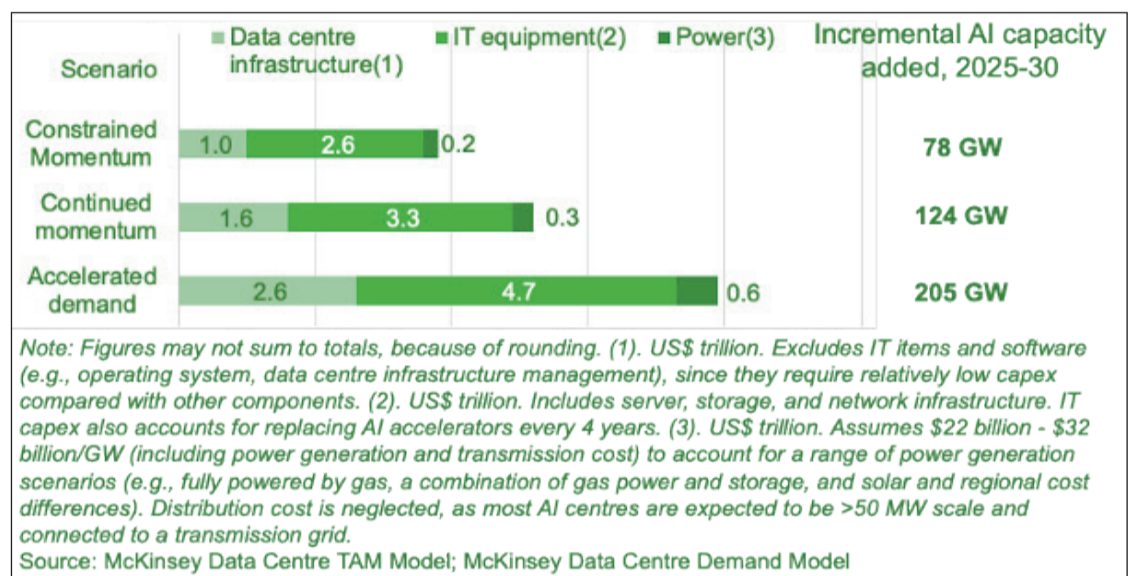 Data centre infrastructure(1)
IT equipment(2)
Power(3)
Incremental AI capacity
added, 2025-30
Scenario
Constrained
Momentum
1.0
2.6
0.2
78 GW
Continued
momentum
1.6
3.3
0.3
124 GW
Accelerated
demand
2.6
4.7
0.6
205 GW
Note: Figures may not sum to totals, because of rounding. (1). US$ trillion. Excludes IT items and software
(e.g., operating system, data centre infrastructure management), since they require relatively low capex
compared with other components. (2). US$ trillion. Includes server, storage, and network infrastructure. IT
capex also accounts for replacing AI accelerators every 4 years. (3). US$ trillion. Assumes $22 billion - $32
billion/GW (including power generation and transmission cost) to account for a range of power generation
scenarios (e.g., fully powered by gas, a combination of gas power and storage, and solar and regional cost
differences). Distribution cost is neglected, as most AI centres are expected to be >50 MW scale and
connected to a transmission grid.
Source: McKinsey Data Centre TAM Model; McKinsey Data Centre Demand Model